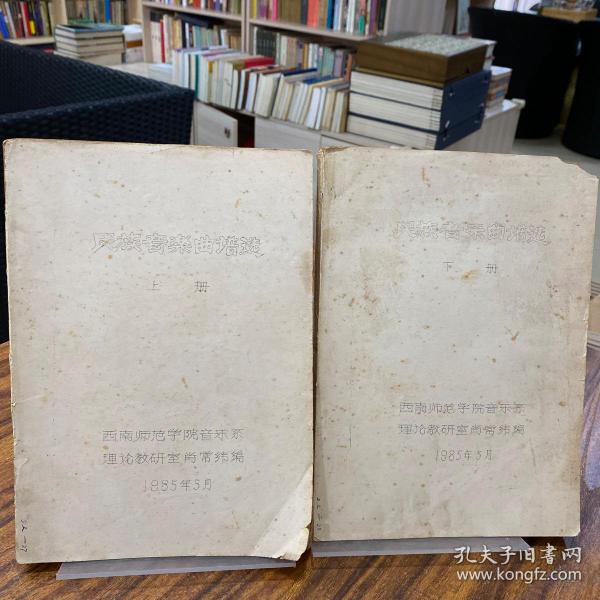 民族音楽曲谱选
上 册
西南师范学院音乐系
理论教研室尚常纬编
1985年5月
民族音乐曲谱选
下 册
西南师范学院音乐系
理论教研室尚常纬编
1985年5月
孔夫子旧书网
www.kongfz.com